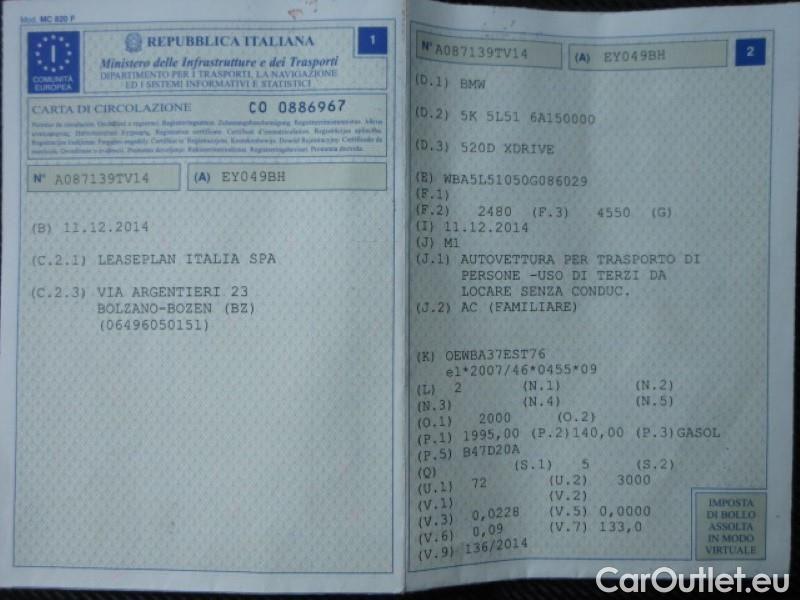 Mod. MC 820 F
I
COMUNITÀ
EUROPEA
REPUBBLICA ITALIANA
Ministero delle Infrastrutture e dei Trasporti
DIPARTIMENTO PER I TRASPORTI, LA NAVIGAZIONE
ED I SISTEMI INFORMATIVI E STATISTICI
1
CARTA DI CIRCOLAZIONE CO 0886967
N° A087139TV14 (A) EY049BH
(B) 11.12.2014
(C.2.1) LEASEPLAN ITALIA SPA
(C.2.3) VIA ARGENTIERI 23
BOLZANO-BOZEN (BZ)
(06496050151)
N° A087139TV14 (A) EY049BH 2
(D.1) BMW
(D.2) 5K 5L51 6A150000
(D.3) 520D XDRIVE
(E) WBA5L51050G086029
(F.1)
(F.2) 2480 (F.3) 4550 (G)
(I) 11.12.2014
(J) M1
(J.1) AUTOVETTURA PER TRASPORTO DI
PERSONE -USO DI TERZI DA
LOCARE SENZA CONDUC.
(J.2) AC (FAMILIARE)
(K) OEWBA37EST76
e1*2007/46*0455*09
(L) 2 (N.1) (N.2)
(N.3) (N.4) (N.5)
(O.1) 2000 (O.2)
(P.1) 1995,00 (P.2)140,00 (P.3)GASOL
(P.5) B47D20A
(Q) (S.1) 5 (S.2)
(U.1) 72 (U.2) 3000
(V.1) (V.2)
(V.3) 0,0228 (V.5) 0,0000
(V.6) 0,09 (V.7) 133,0
(V.9) 136/2014
IMPOSTA
DI BOLLO
ASSOLTA
IN MODO
VIRTUALE
CarOutlet.eu